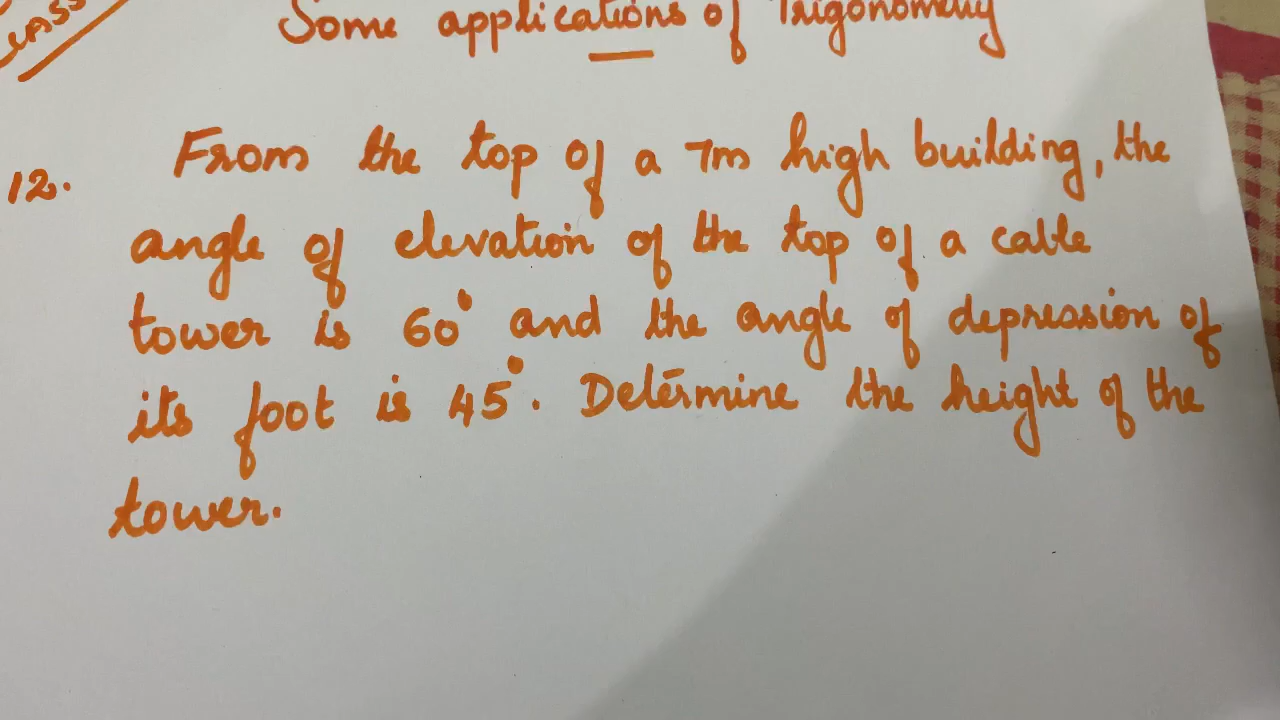 CLASS
Some applications of Trigonometry
12. From the top of a 7m high building, the
angle of elevation of the top of a cable
tower is 60° and the angle of depression of
its foot is 45°. Determine the height of the
tower.